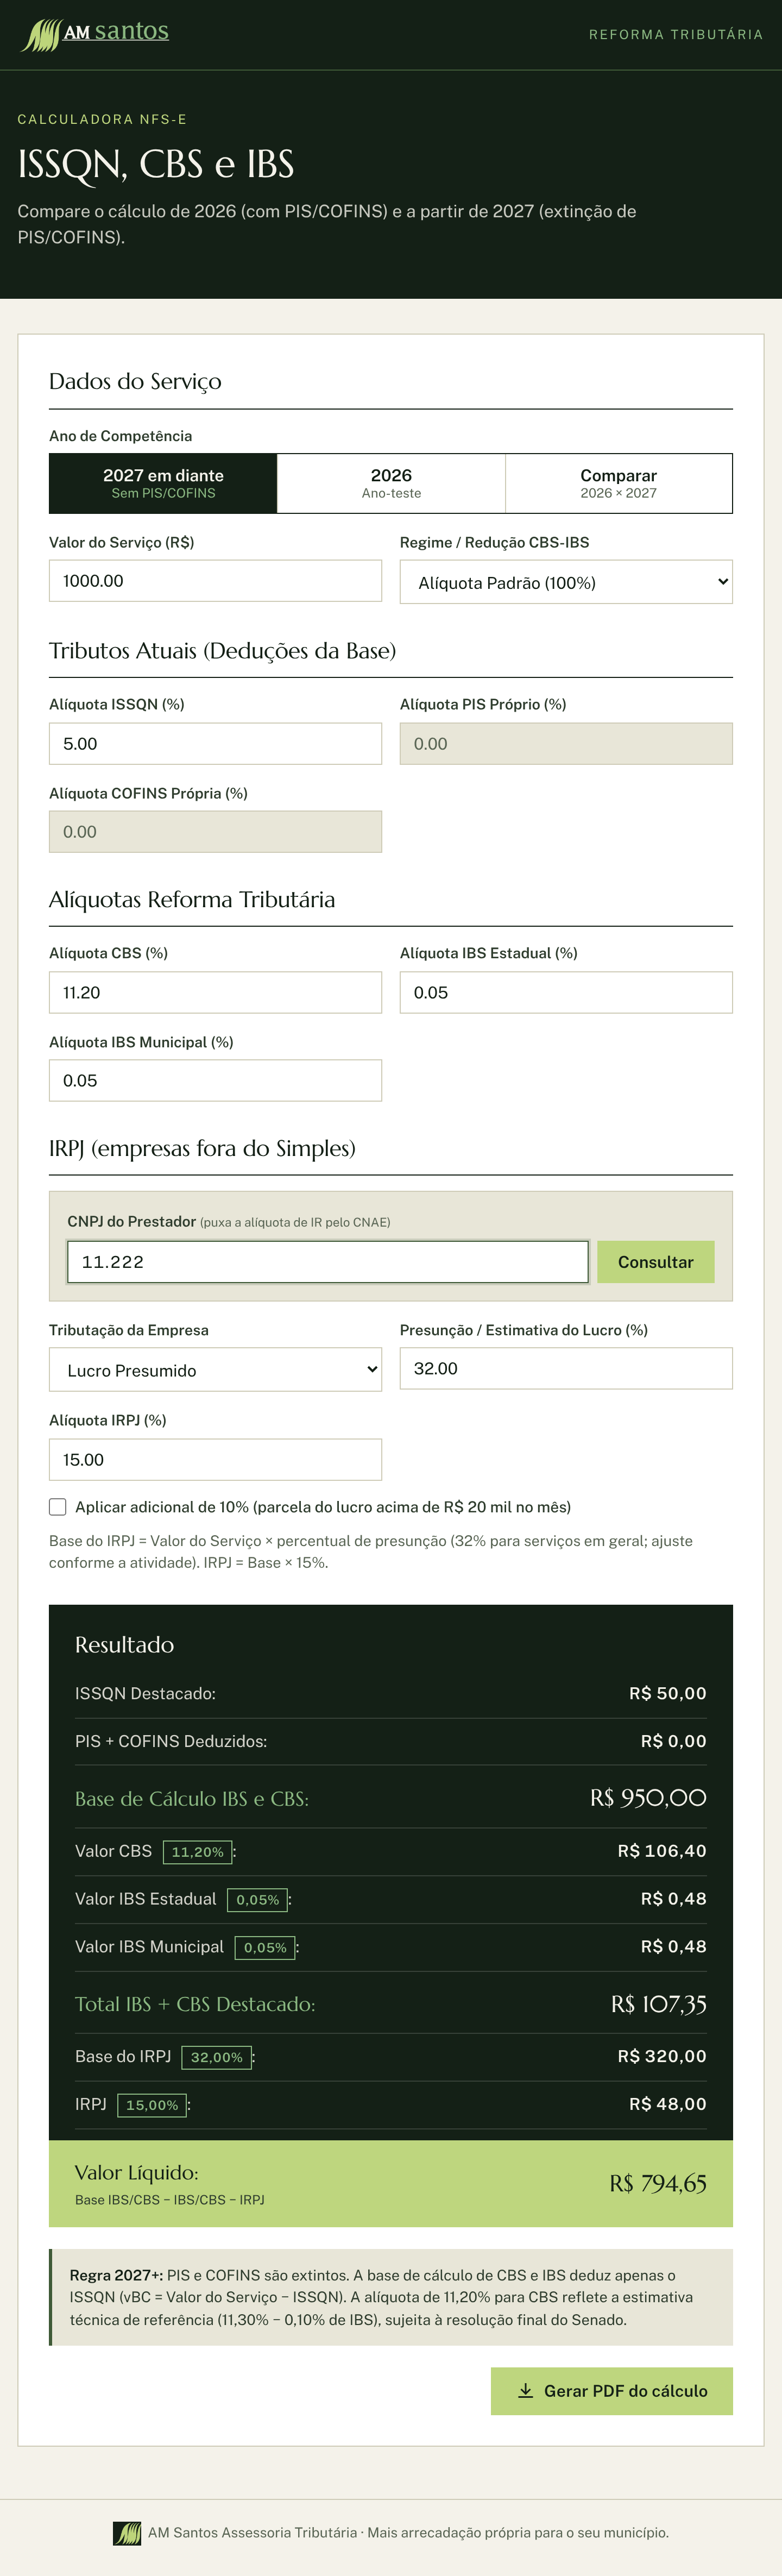 AM santos
REFORMA TRIBUTÁRIA
CALCULADORA NFS-E
ISSQN, CBS e IBS
Compare o cálculo de 2026 (com PIS/COFINS) e a partir de 2027 (extinção de
PIS/COFINS).
Dados do Serviço
Ano de Competência
2027 em diante
Sem PIS/COFINS
2026
Ano-teste
Comparar
2026 × 2027
Valor do Serviço (R$)
1000.00
Regime / Redução CBS-IBS
Alíquota Padrão (100%)
Tributos Atuais (Deduções da Base)
Alíquota ISSQN (%)
5.00
Alíquota PIS Próprio (%)
0.00
Alíquota COFINS Própria (%)
0.00
Alíquotas Reforma Tributária
Alíquota CBS (%)
11.20
Alíquota IBS Estadual (%)
0.05
Alíquota IBS Municipal (%)
0.05
IRPJ (empresas fora do Simples)
CNPJ do Prestador (puxa a alíquota de IR pelo CNAE)
11.222
Consultar
Tributação da Empresa
Lucro Presumido
Presunção / Estimativa do Lucro (%)
32.00
Alíquota IRPJ (%)
15.00
Aplicar adicional de 10% (parcela do lucro acima de R$ 20 mil no mês)
Base do IRPJ = Valor do Serviço × percentual de presunção (32% para serviços em geral; ajuste
conforme a atividade). IRPJ = Base × 15%.
Resultado
ISSQN Destacado: R$ 50,00
PIS + COFINS Deduzidos: R$ 0,00
Base de Cálculo IBS e CBS: R$ 950,00
Valor CBS 11,20%: R$ 106,40
Valor IBS Estadual 0,05%: R$ 0,48
Valor IBS Municipal 0,05%: R$ 0,48
Total IBS + CBS Destacado: R$ 107,35
Base do IRPJ 32,00%: R$ 320,00
IRPJ 15,00%: R$ 48,00
Valor Líquido:
Base IBS/CBS − IBS/CBS − IRPJ
R$ 794,65
Regra 2027+: PIS e COFINS são extintos. A base de cálculo de CBS e IBS deduz apenas o
ISSQN (vBC = Valor do Serviço − ISSQN). A alíquota de 11,20% para CBS reflete a estimativa
técnica de referência (11,30% − 0,10% de IBS), sujeita à resolução final do Senado.
Gerar PDF do cálculo
AM Santos Assessoria Tributária · Mais arrecadação própria para o seu município.